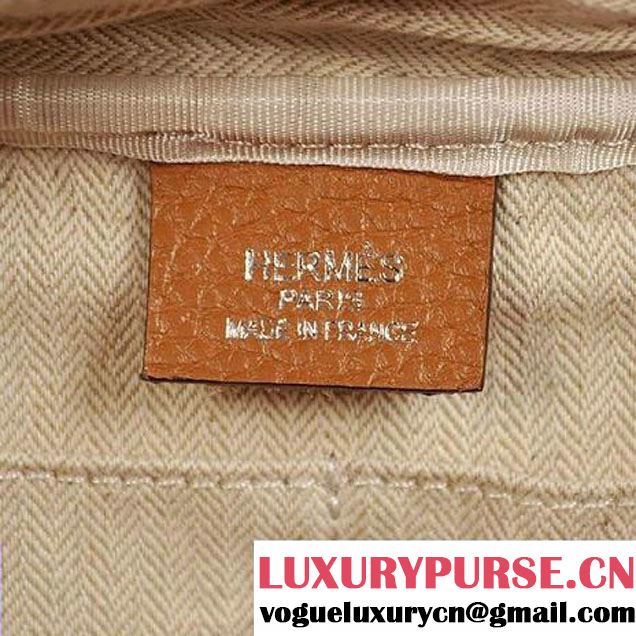 HERMÈS
PARIS
MADE IN FRANCE
LUXURYPURSE.CN
vogueluxurycn@gmail.com